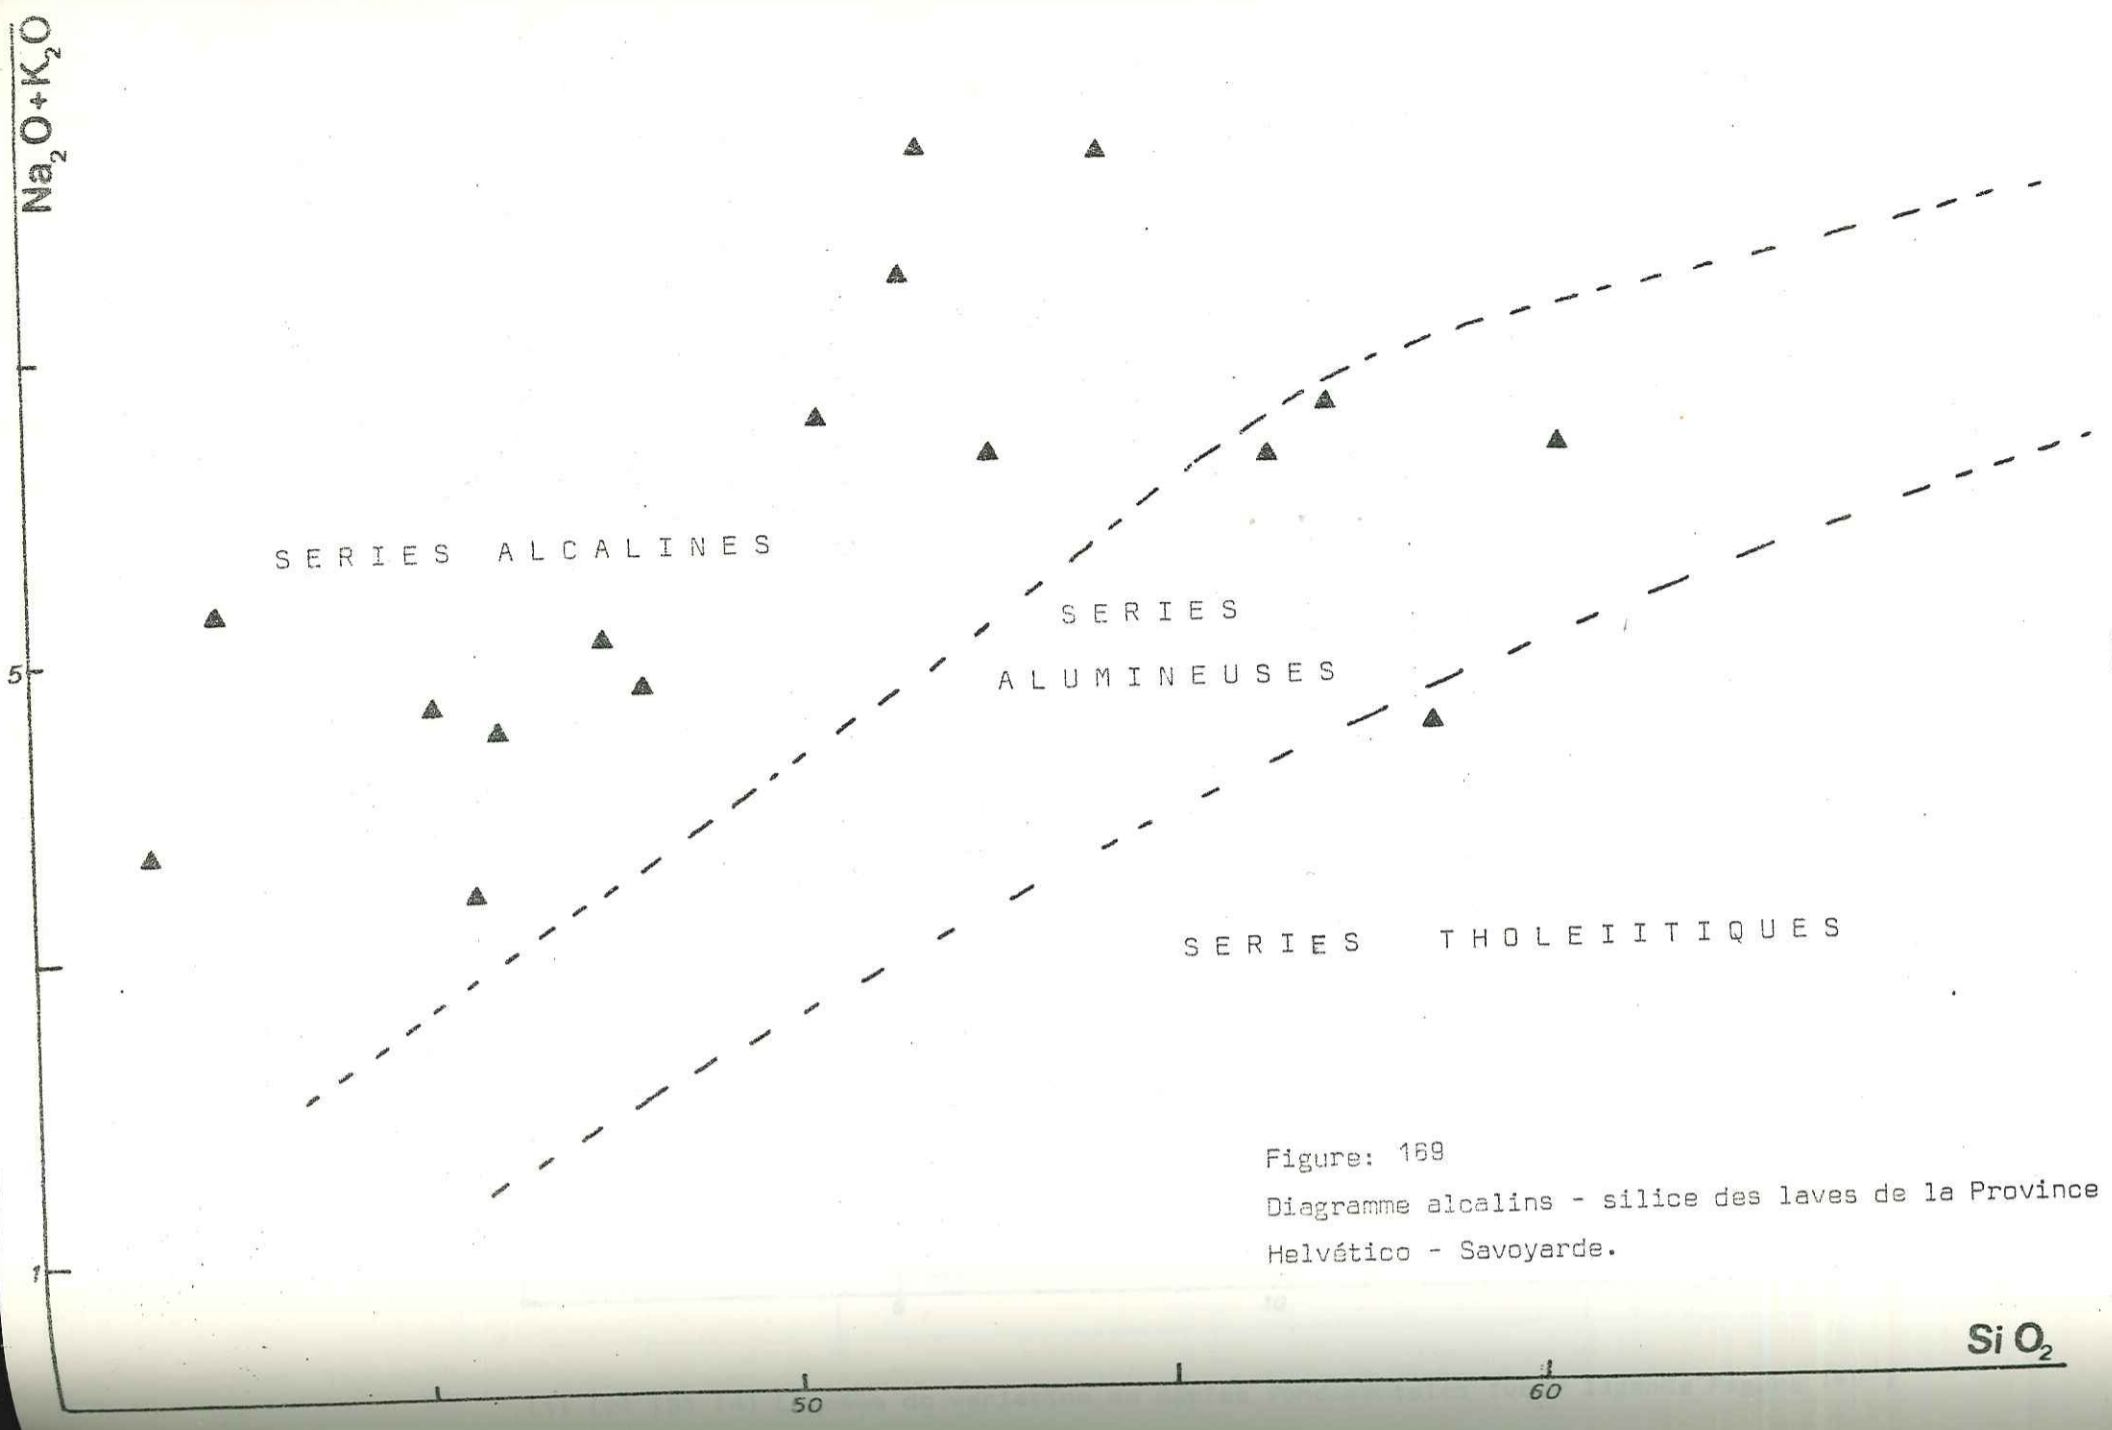 Na₂O+K₂O
SERIES ALCALINES
SERIES
ALUMINEUSES
5
SERIES THOLEIITIQUES
Figure: 169
Diagramme alcalins - silice des laves de la Province
Helvético - Savoyarde.
1
Si O₂
50
60